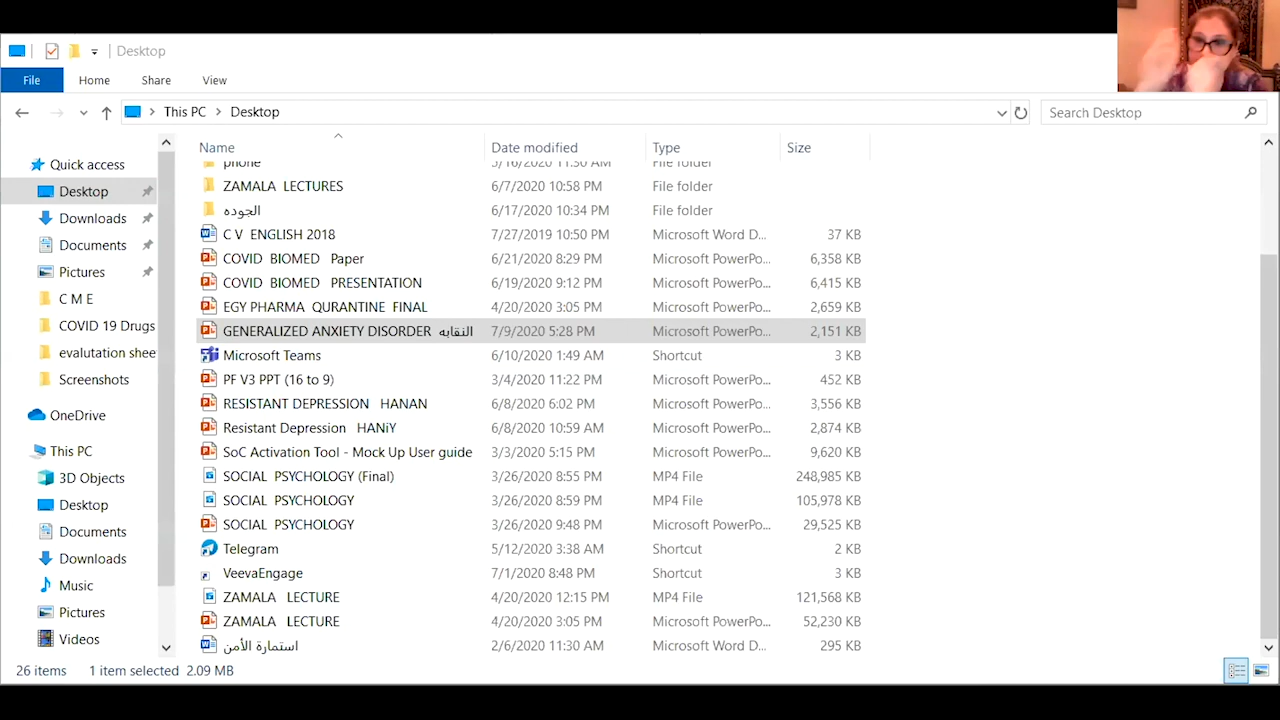 Desktop
File Home Share View
This PC Desktop
Search Desktop
Name Date modified Type Size
Quick access
Desktop
Downloads
Documents
Pictures
C M E
COVID 19 Drugs
evalutation shee
Screenshots
OneDrive
This PC
3D Objects
Desktop
Documents
Downloads
Music
Pictures
Videos
phone 5/16/2020 11:30 AM File folder
ZAMALA LECTURES 6/7/2020 10:58 PM File folder
الجوده 6/17/2020 10:34 PM File folder
C V ENGLISH 2018 7/27/2019 10:50 PM Microsoft Word D... 37 KB
COVID BIOMED Paper 6/21/2020 8:29 PM Microsoft PowerPo... 6,358 KB
COVID BIOMED PRESENTATION 6/19/2020 9:12 PM Microsoft PowerPo... 6,415 KB
EGY PHARMA QURANTINE FINAL 4/20/2020 3:05 PM Microsoft PowerPo... 2,659 KB
GENERALIZED ANXIETY DISORDER النقابه 7/9/2020 5:28 PM Microsoft PowerPo... 2,151 KB
Microsoft Teams 6/10/2020 1:49 AM Shortcut 3 KB
PF V3 PPT (16 to 9) 3/4/2020 11:22 PM Microsoft PowerPo... 452 KB
RESISTANT DEPRESSION HANAN 6/8/2020 6:02 PM Microsoft PowerPo... 3,556 KB
Resistant Depression HANiY 6/8/2020 10:59 AM Microsoft PowerPo... 2,874 KB
SoC Activation Tool - Mock Up User guide 3/3/2020 5:15 PM Microsoft PowerPo... 9,620 KB
SOCIAL PSYCHOLOGY (Final) 3/26/2020 8:55 PM MP4 File 248,985 KB
SOCIAL PSYCHOLOGY 3/26/2020 8:59 PM MP4 File 105,978 KB
SOCIAL PSYCHOLOGY 3/26/2020 9:48 PM Microsoft PowerPo... 29,525 KB
Telegram 5/12/2020 3:38 AM Shortcut 2 KB
VeevaEngage 7/1/2020 8:48 PM Shortcut 3 KB
ZAMALA LECTURE 4/20/2020 12:15 PM MP4 File 121,568 KB
ZAMALA LECTURE 4/20/2020 3:05 PM Microsoft PowerPo... 52,230 KB
استمارة الأمن 2/6/2020 11:30 AM Microsoft Word D... 295 KB
26 items 1 item selected 2.09 MB